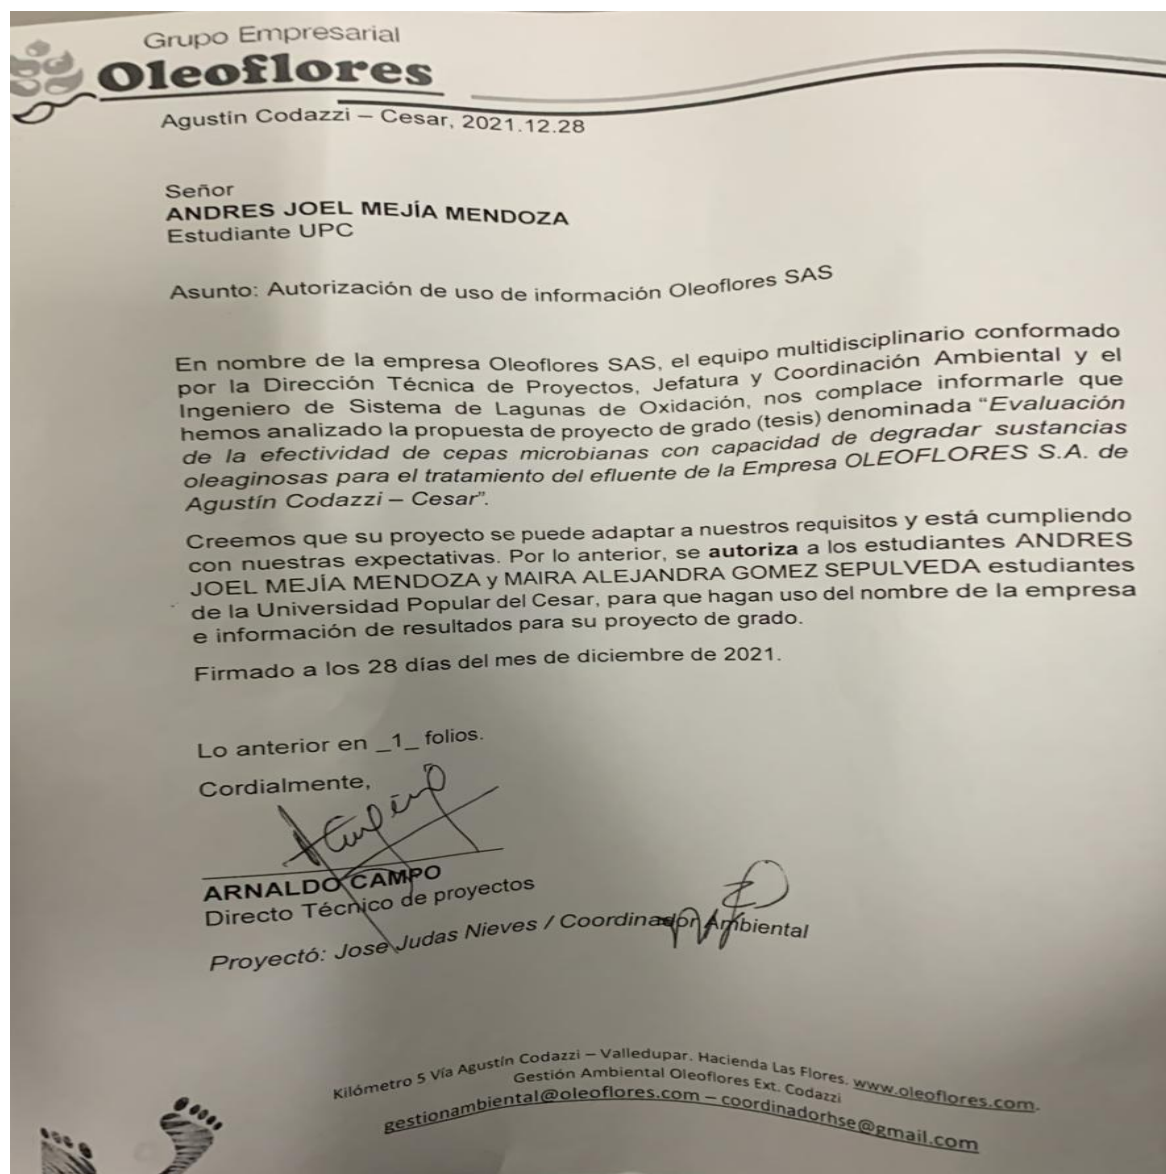 Grupo Empresarial
Oleoflores
Agustín Codazzi – Cesar, 2021.12.28
Señor
ANDRES JOEL MEJÍA MENDOZA
Estudiante UPC
Asunto: Autorización de uso de información Oleoflores SAS
En nombre de la empresa Oleoflores SAS, el equipo multidisciplinario conformado
por la Dirección Técnica de Proyectos, Jefatura y Coordinación Ambiental y el
Ingeniero de Sistema de Lagunas de Oxidación, nos complace informarle que
hemos analizado la propuesta de proyecto de grado (tesis) denominada “Evaluación
de la efectividad de cepas microbianas con capacidad de degradar sustancias
oleaginosas para el tratamiento del efluente de la Empresa OLEOFLORES S.A. de
Agustín Codazzi – Cesar”.
Creemos que su proyecto se puede adaptar a nuestros requisitos y está cumpliendo
con nuestras expectativas. Por lo anterior, se autoriza a los estudiantes ANDRES
JOEL MEJÍA MENDOZA y MAIRA ALEJANDRA GOMEZ SEPULVEDA estudiantes
de la Universidad Popular del Cesar, para que hagan uso del nombre de la empresa
e información de resultados para su proyecto de grado.
Firmado a los 28 días del mes de diciembre de 2021.
Lo anterior en _1_ folios.
Cordialmente,
ARNALDO CAMPO
Directo Técnico de proyectos
Proyectó: Jose Judas Nieves / Coordinador Ambiental
Kilómetro 5 Vía Agustín Codazzi – Valledupar. Hacienda Las Flores. www.oleoflores.com.
Gestión Ambiental Oleoflores Ext. Codazzi
gestionambiental@oleoflores.com – coordinadorhse@gmail.com